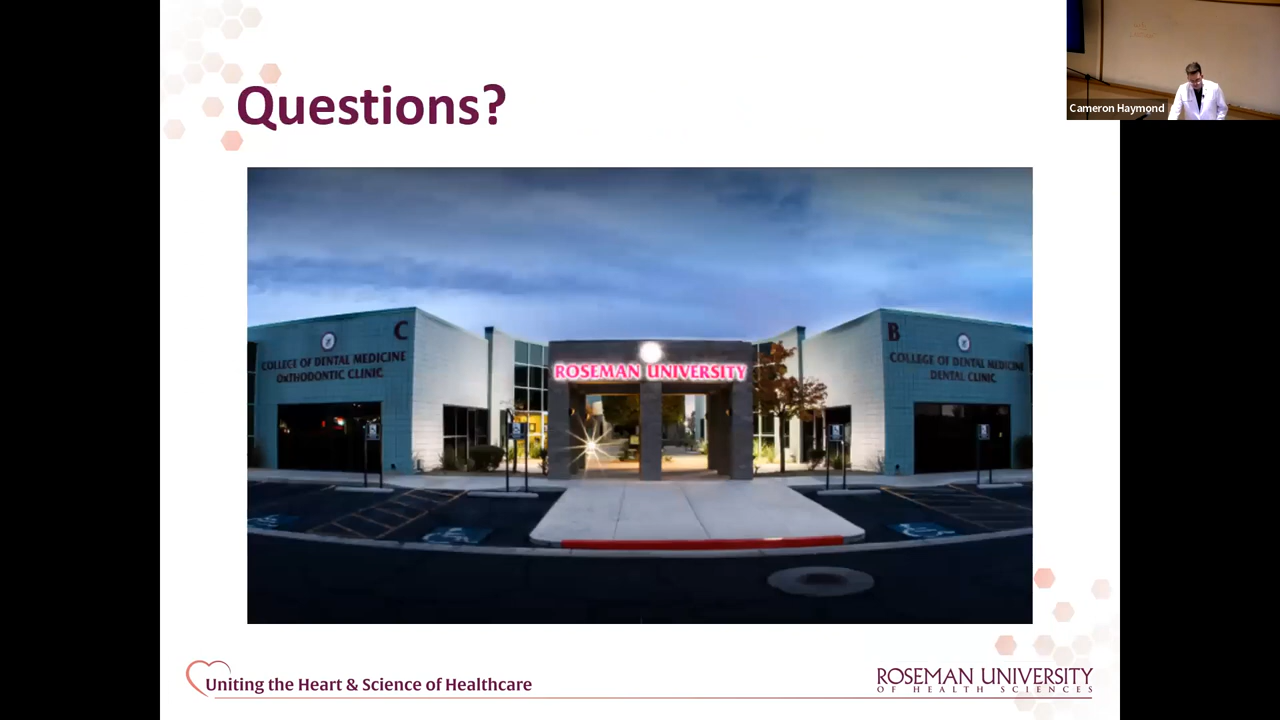 Questions?
Cameron Haymond
C
COLLEGE OF DENTAL MEDICINE
ORTHODONTIC CLINIC
ROSEMAN UNIVERSITY
B
COLLEGE OF DENTAL MEDICINE
DENTAL CLINIC
Uniting the Heart & Science of Healthcare
ROSEMAN UNIVERSITY
OF HEALTH SCIENCES